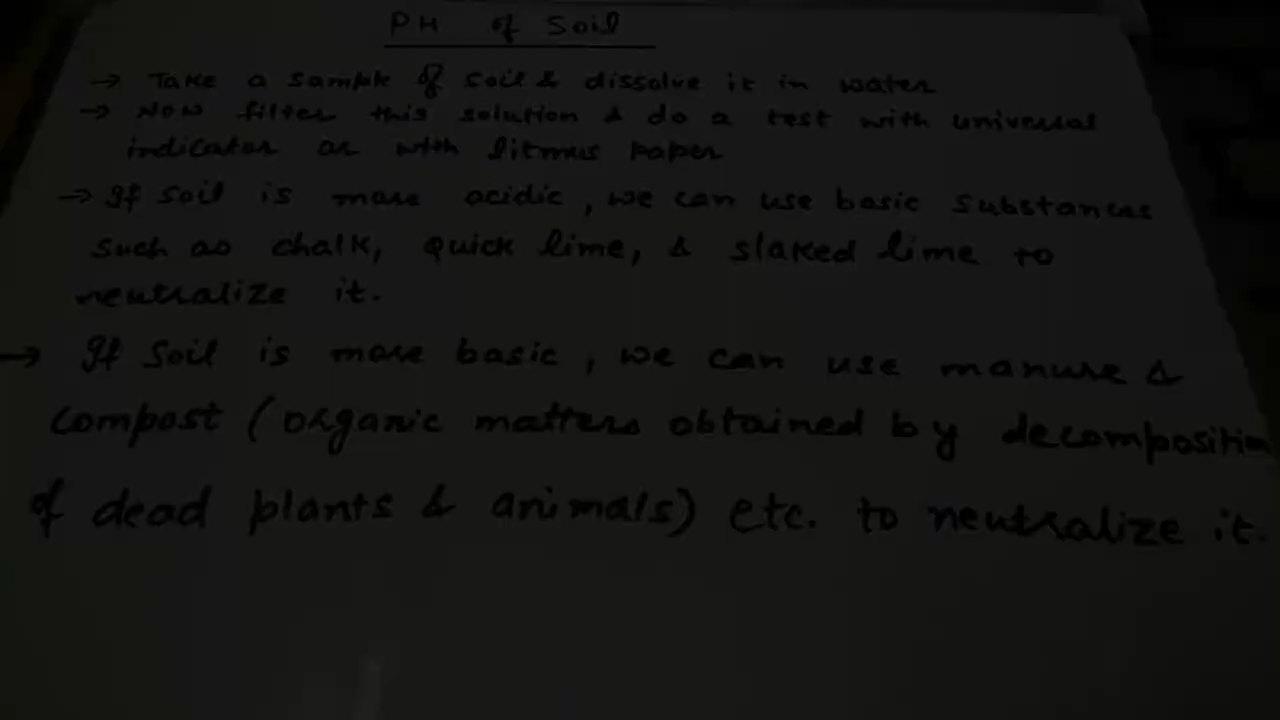 PH of Soil
→ Take a sample of soil & dissolve it in water
→ Now filter this solution & do a test with universal
indicator or with litmus paper
→ If soil is more acidic, we can use basic substances
such as chalk, quick lime, & slaked lime to
neutralize it.
→ If soil is more basic, we can use manure &
compost (organic matters obtained by decomposition
of dead plants & animals) etc. to neutralize it.